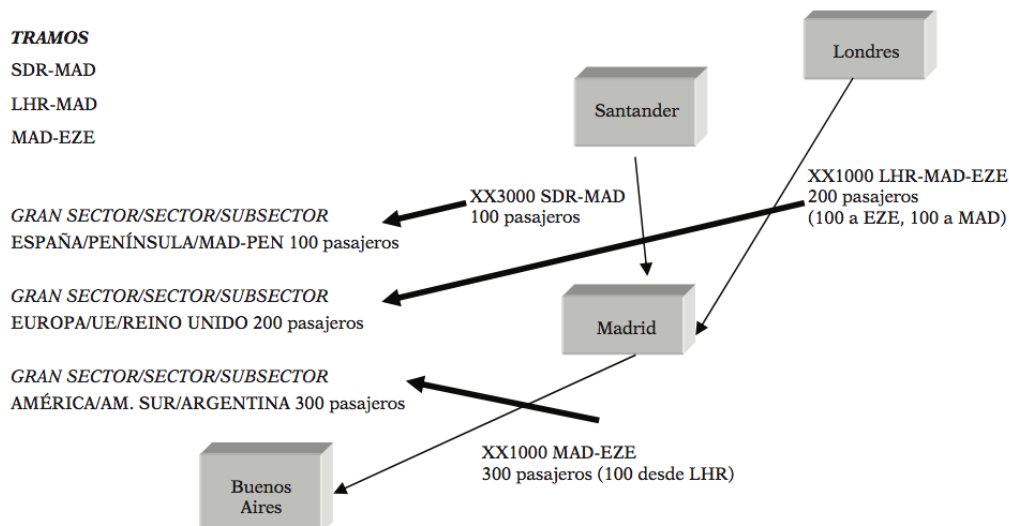 TRAMOS
SDR-MAD
LHR-MAD
MAD-EZE
Londres
Santander
XX3000 SDR-MAD
100 pasajeros
XX1000 LHR-MAD-EZE
200 pasajeros
(100 a EZE, 100 a MAD)
GRAN SECTOR/SECTOR/SUBSECTOR
ESPAÑA/PENÍNSULA/MAD-PEN 100 pasajeros
GRAN SECTOR/SECTOR/SUBSECTOR
EUROPA/UE/REINO UNIDO 200 pasajeros
Madrid
GRAN SECTOR/SECTOR/SUBSECTOR
AMÉRICA/AM. SUR/ARGENTINA 300 pasajeros
XX1000 MAD-EZE
300 pasajeros (100 desde LHR)
Buenos
Aires